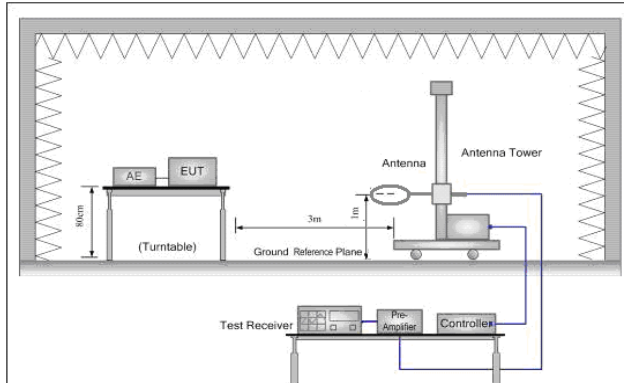 Antenna
Antenna Tower
AE
EUT
80cm
(Turntable)
3m
1m
Ground Reference Plane
Test Receiver
Pre-
Amplifier
Controller